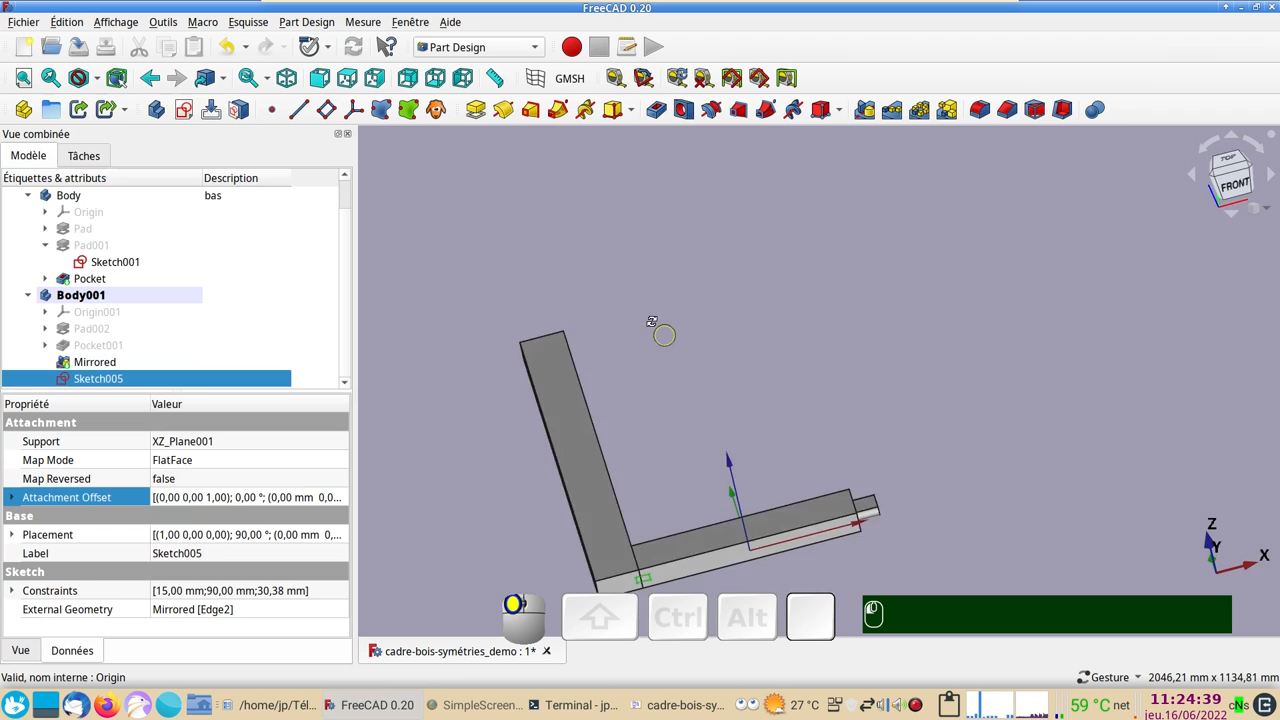 FreeCAD 0.20
Fichier Édition Affichage Outils Macro Esquisse Part Design Mesure Fenêtre Aide
Part Design
GMSH
Vue combinée
Modèle Tâches
Étiquettes & attributs Description
Body bas
Origin
Pad
Pad001
Sketch001
Pocket
Body001
Origin001
Pad002
Pocket001
Mirrored
Sketch005
Propriété Valeur
Attachment
Support XZ_Plane001
Map Mode FlatFace
Map Reversed false
Attachment Offset [(0,00 0,00 1,00); 0,00 °; (0,00 mm 0,0...
Base
Placement [(1,00 0,00 0,00); 90,00 °; (0,00 mm 0,...
Label Sketch005
Sketch
Constraints [15,00 mm;90,00 mm;30,38 mm]
External Geometry Mirrored [Edge2]
Vue Données
TOP
FRONT
Z
Y
X
Ctrl Alt
cadre-bois-symétries_demo : 1*
Valid, nom interne : Origin Gesture 2046,21 mm x 1134,81 mm
/home/jp/Tél... FreeCAD 0.20 SimpleScreen... Terminal - jp... cadre-bois-sy... 27 °C 59 °C net 11:24:39
jeu.16/06/2022